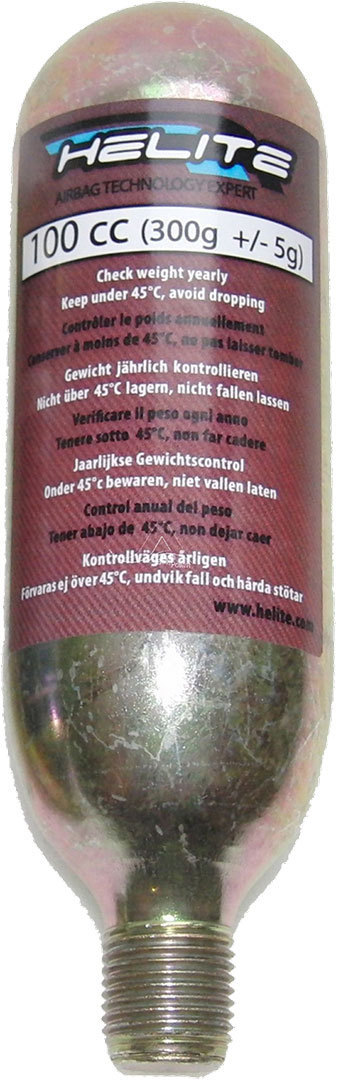 HELITE
AIRBAG TECHNOLOGY EXPERT
100 CC (300g +/- 5g)
Check weight yearly
Keep under 45°C, avoid dropping
Contrôler le poids annuellement
Conserver à moins de 45°C, ne pas laisser tomber
Gewicht jährlich kontrollieren
Nicht über 45°C lagern, nicht fallen lassen
Verificare il peso ogni anno
Tenere sotto 45°C, non far cadere
Jaarlijkse Gewichtscontrol
Onder 45°c bewaren, niet vallen laten
Control anual del peso
Tener abajo de 45°C, non dejar caer
Kontrollväges årligen
Förvaras ej över 45°C, undvik fall och hårda stötar
www.helite.com